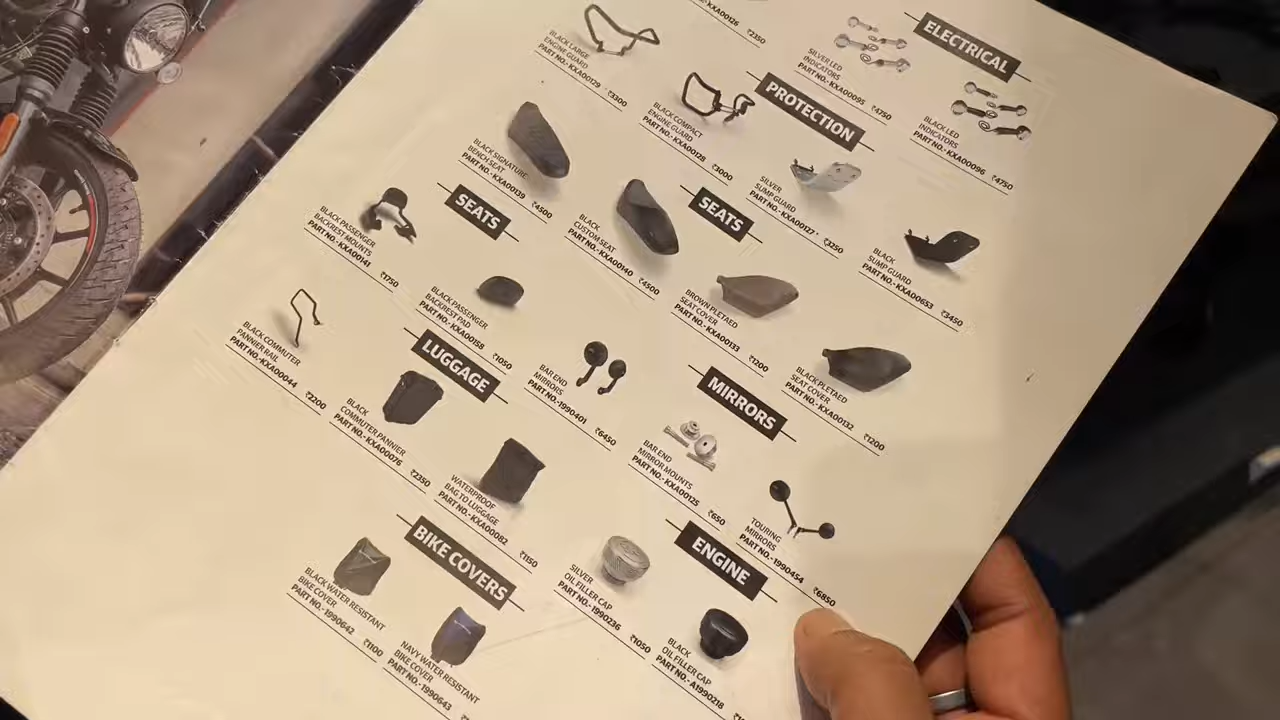 KXA00126
₹2350
BLACK LARGE
ENGINE GUARD
PART NO.-KXA00129 ₹3300
SILVER LED
INDICATORS
PART NO.-KXA00095 ₹4750
ELECTRICAL
BLACK LED
INDICATORS
PART NO.-KXA00096 ₹4750
PROTECTION
BLACK COMPACT
ENGINE GUARD
PART NO.-KXA00128 ₹3000
SILVER
SUMP GUARD
PART NO.-KXA00127 ₹3250
BLACK
SUMP GUARD
PART NO.-KXA00653 ₹3450
BLACK SIGNATURE
BENCH SEAT
PART NO.-KXA00139 ₹4500
SEATS
BLACK
CUSTOM SEAT
PART NO.-KXA00140 ₹4500
SEATS
BROWN PLETAED
SEAT COVER
PART NO.-KXA00133 ₹1200
BLACK PLETAED
SEAT COVER
PART NO.-KXA00132 ₹1200
BLACK PASSENGER
BACKREST MOUNTS
PART NO.-KXA00141 ₹1750
BLACK PASSENGER
BACKREST PAD
PART NO.-KXA00158 ₹1050
BAR END
MIRRORS
PART NO.-1990401 ₹6450
MIRRORS
BAR END
MIRROR MOUNTS
PART NO.-KXA00125 ₹650
TOURING
MIRRORS
PART NO.-1990454 ₹6850
BLACK COMMUTER
PANNIER RAIL
PART NO.-KXA00044 ₹2200
LUGGAGE
BLACK
COMMUTER PANNIER
PART NO.-KXA00076 ₹2350
WATERPROOF
BAG TO LUGGAGE
PART NO.-KXA00082 ₹1150
ENGINE
SILVER
OIL FILLER CAP
PART NO.-1990236 ₹1050
BLACK
OIL FILLER CAP
PART NO.-A1990218
BIKE COVERS
BLACK WATER RESISTANT
BIKE COVER
PART NO.-1990642 ₹1100
NAVY WATER RESISTANT
BIKE COVER
PART NO.-1990643